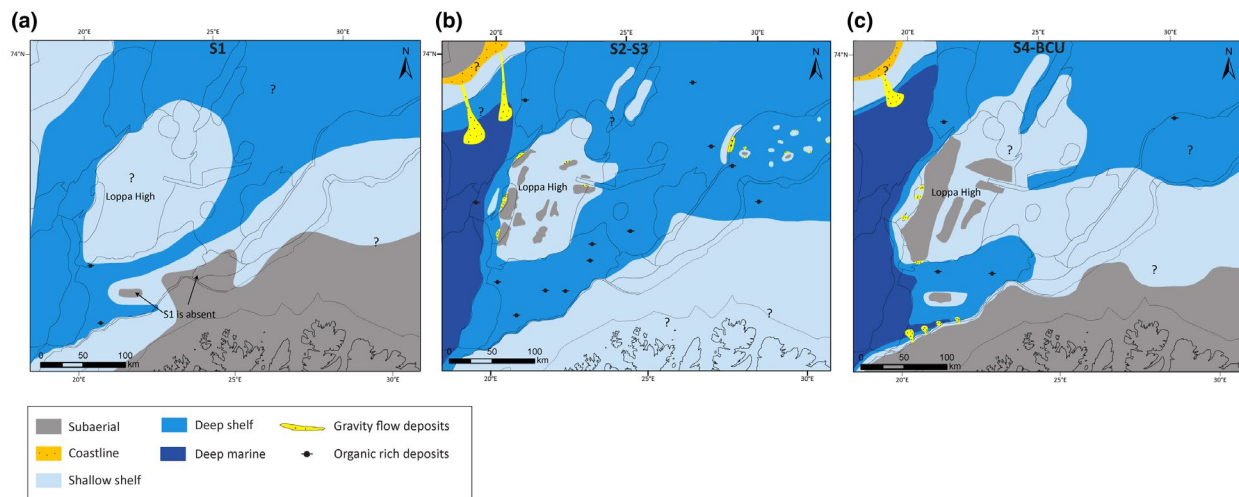 (a)
20°E
25°E
30°E
S1
74°N
N
?
?
Loppa High
?
S1 is absent
0
50
100
km
20°E
25°E
30°E
(b)
20°E
25°E
30°E
S2-S3
74°N
N
?
?
?
Loppa High
?
?
0
50
100
km
20°E
25°E
30°E
(c)
20°E
25°E
30°E
S4-BCU
74°N
N
?
?
Loppa High
?
0
50
100
km
20°E
25°E
30°E
Subaerial
Deep shelf
Gravity flow deposits
Coastline
Deep marine
Organic rich deposits
Shallow shelf